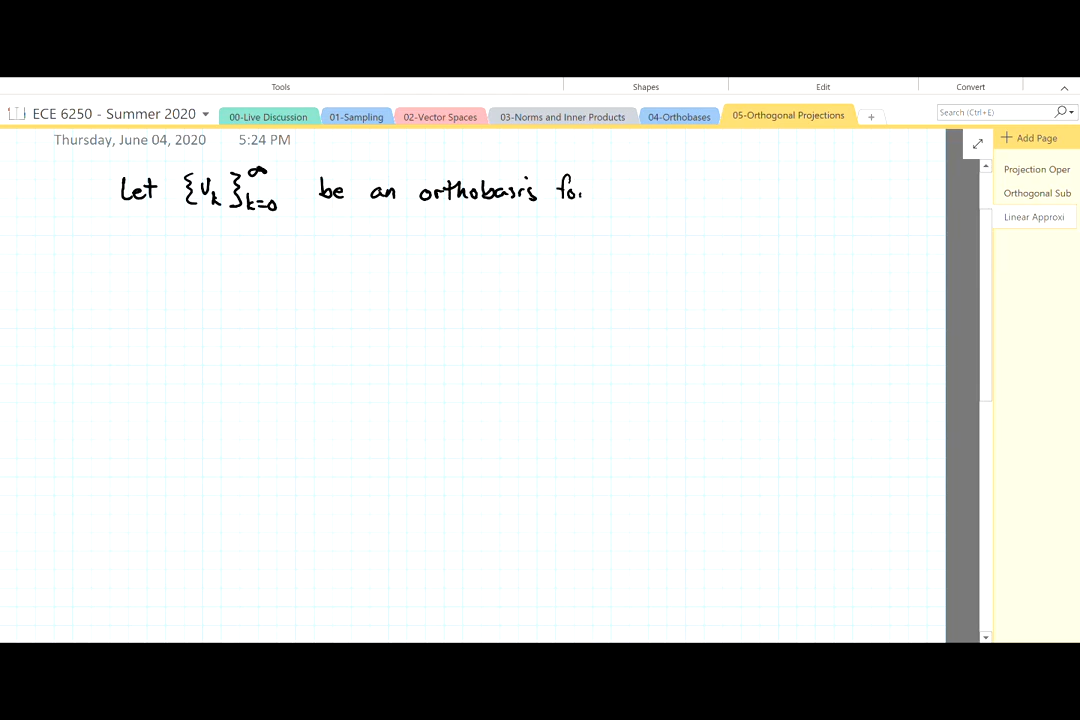 Tools Shapes Edit Convert
ECE 6250 - Summer 2020 00-Live Discussion 01-Sampling 02-Vector Spaces 03-Norms and Inner Products 04-Orthobases 05-Orthogonal Projections + Search (Ctrl+E)
Thursday, June 04, 2020 5:24 PM
+ Add Page
Projection Oper
Orthogonal Sub
Linear Approxi
Let {v_k}_{k=0}^∞ be an orthobasis for